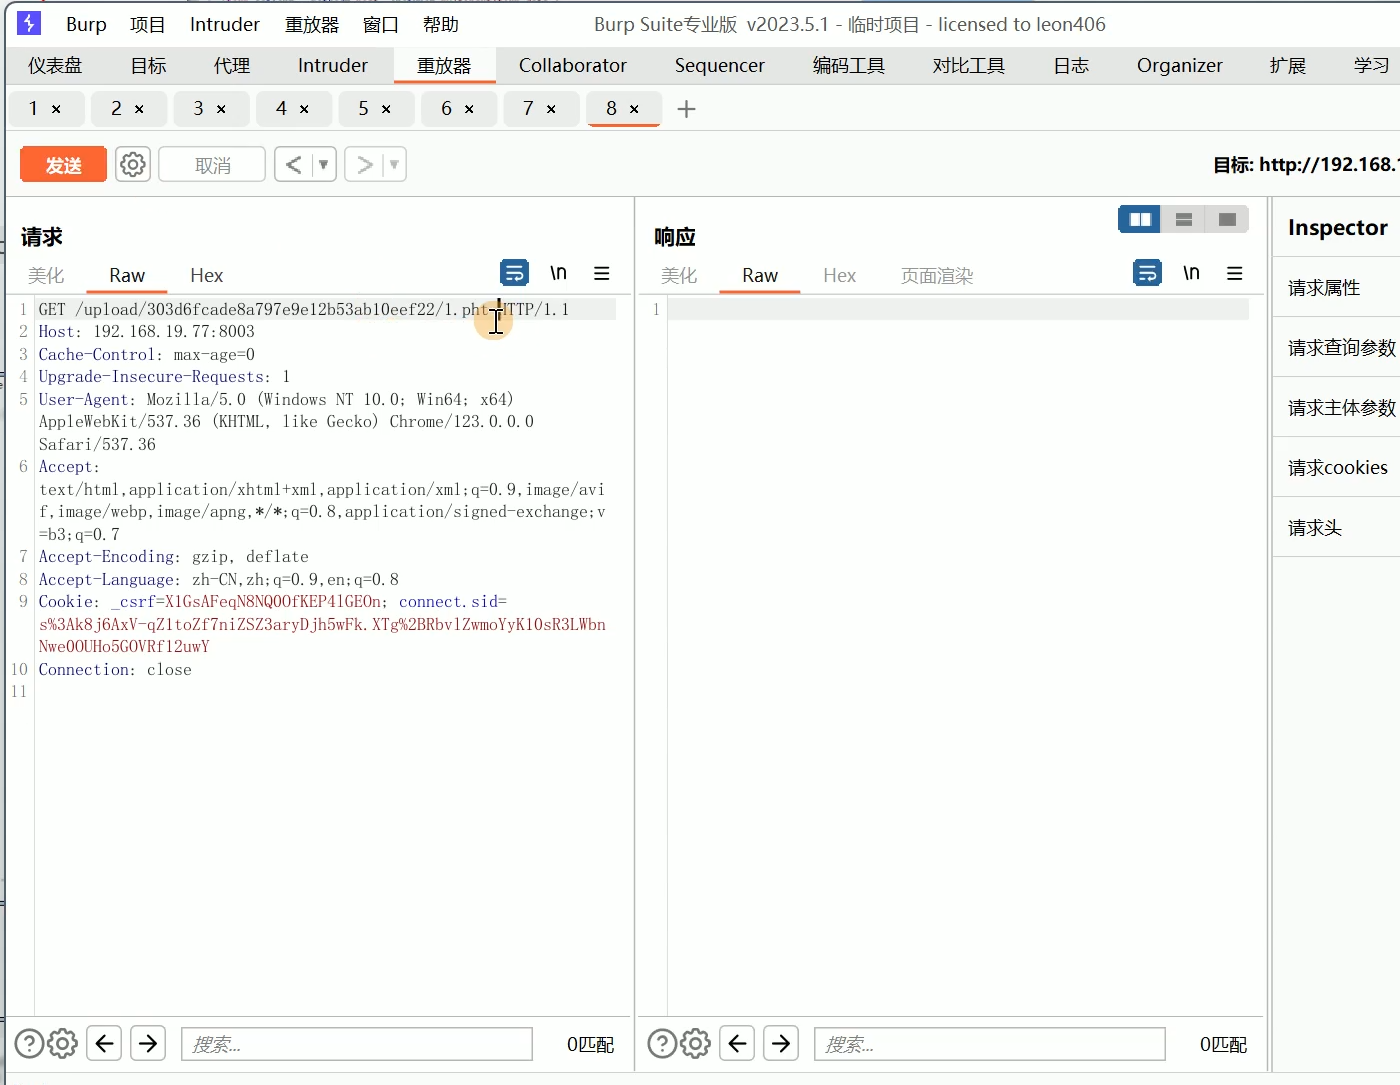 Burp 项目 Intruder 重放器 窗口 帮助 Burp Suite专业版 v2023.5.1 - 临时项目 - licensed to leon406
仪表盘 目标 代理 Intruder 重放器 Collaborator Sequencer 编码工具 对比工具 日志 Organizer 扩展 学习
1 × 2 × 3 × 4 × 5 × 6 × 7 × 8 × +
发送 取消 < > 目标: http://192.168.1
请求
美化 Raw Hex \n
1 GET /upload/303d6fcade8a797e9e12b53ab10eef22/1.pht HTTP/1.1
2 Host: 192.168.19.77:8003
3 Cache-Control: max-age=0
4 Upgrade-Insecure-Requests: 1
5 User-Agent: Mozilla/5.0 (Windows NT 10.0; Win64; x64)
AppleWebKit/537.36 (KHTML, like Gecko) Chrome/123.0.0.0
Safari/537.36
6 Accept:
text/html,application/xhtml+xml,application/xml;q=0.9,image/avi
f,image/webp,image/apng,*/*;q=0.8,application/signed-exchange;v
=b3;q=0.7
7 Accept-Encoding: gzip, deflate
8 Accept-Language: zh-CN,zh;q=0.9,en;q=0.8
9 Cookie: _csrf=X1GsAFeqN8NQ0OfKEP41GEOn; connect.sid=
s%3Ak8j6AxV-qZ1toZf7niZSZ3aryDjh5wFk.XTg%2BRbvlZwmoYyK10sR3LWbn
Nwe0OUHo5GOVRf12uwY
10 Connection: close
11
搜索... 0匹配
响应
美化 Raw Hex 页面渲染 \n
1
搜索... 0匹配
Inspector
请求属性
请求查询参数
请求主体参数
请求cookies
请求头